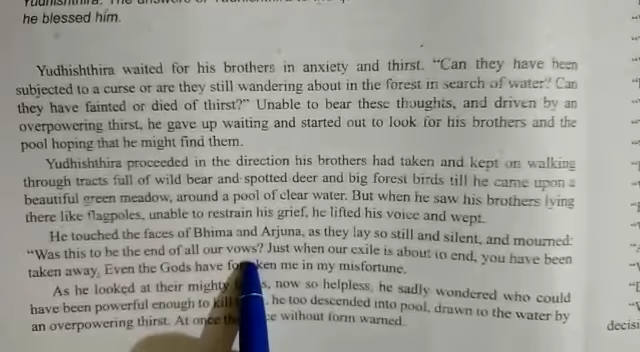 he blessed him.
Yudhishthira waited for his brothers in anxiety and thirst. "Can they have been
subjected to a curse or are they still wandering about in the forest in search of water? Can
they have fainted or died of thirst?" Unable to bear these thoughts, and driven by an
overpowering thirst, he gave up waiting and started out to look for his brothers and the
pool hoping that he might find them.
Yudhishthira proceeded in the direction his brothers had taken and kept on walking
through tracts full of wild bear and spotted deer and big forest birds till he came upon a
beautiful green meadow, around a pool of clear water. But when he saw his brothers lying
there like flagpoles, unable to restrain his grief, he lifted his voice and wept.
He touched the faces of Bhima and Arjuna, as they lay so still and silent, and mourned:
"Was this to be the end of all our vows? Just when our exile is about to end, you have been
taken away. Even the Gods have me in my misfortune.
As he looked at their mighty now so helpless, he sadly wondered who could
have been powerful enough to kill he too descended into pool, drawn to the water by
an overpowering thirst. At once without form warned.
decisi